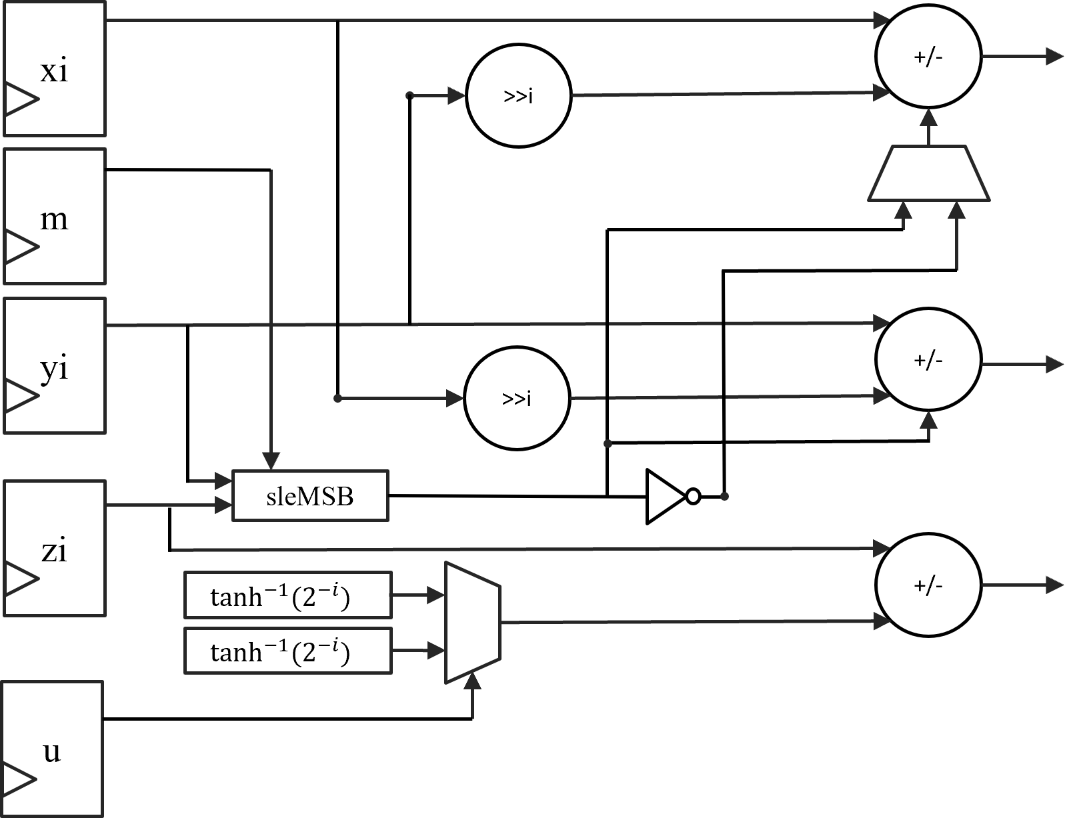 xi
+/-
>>i
m
yi
+/-
>>i
sleMSB
zi
tanh⁻¹(2⁻ⁱ)
+/-
tanh⁻¹(2⁻ⁱ)
u